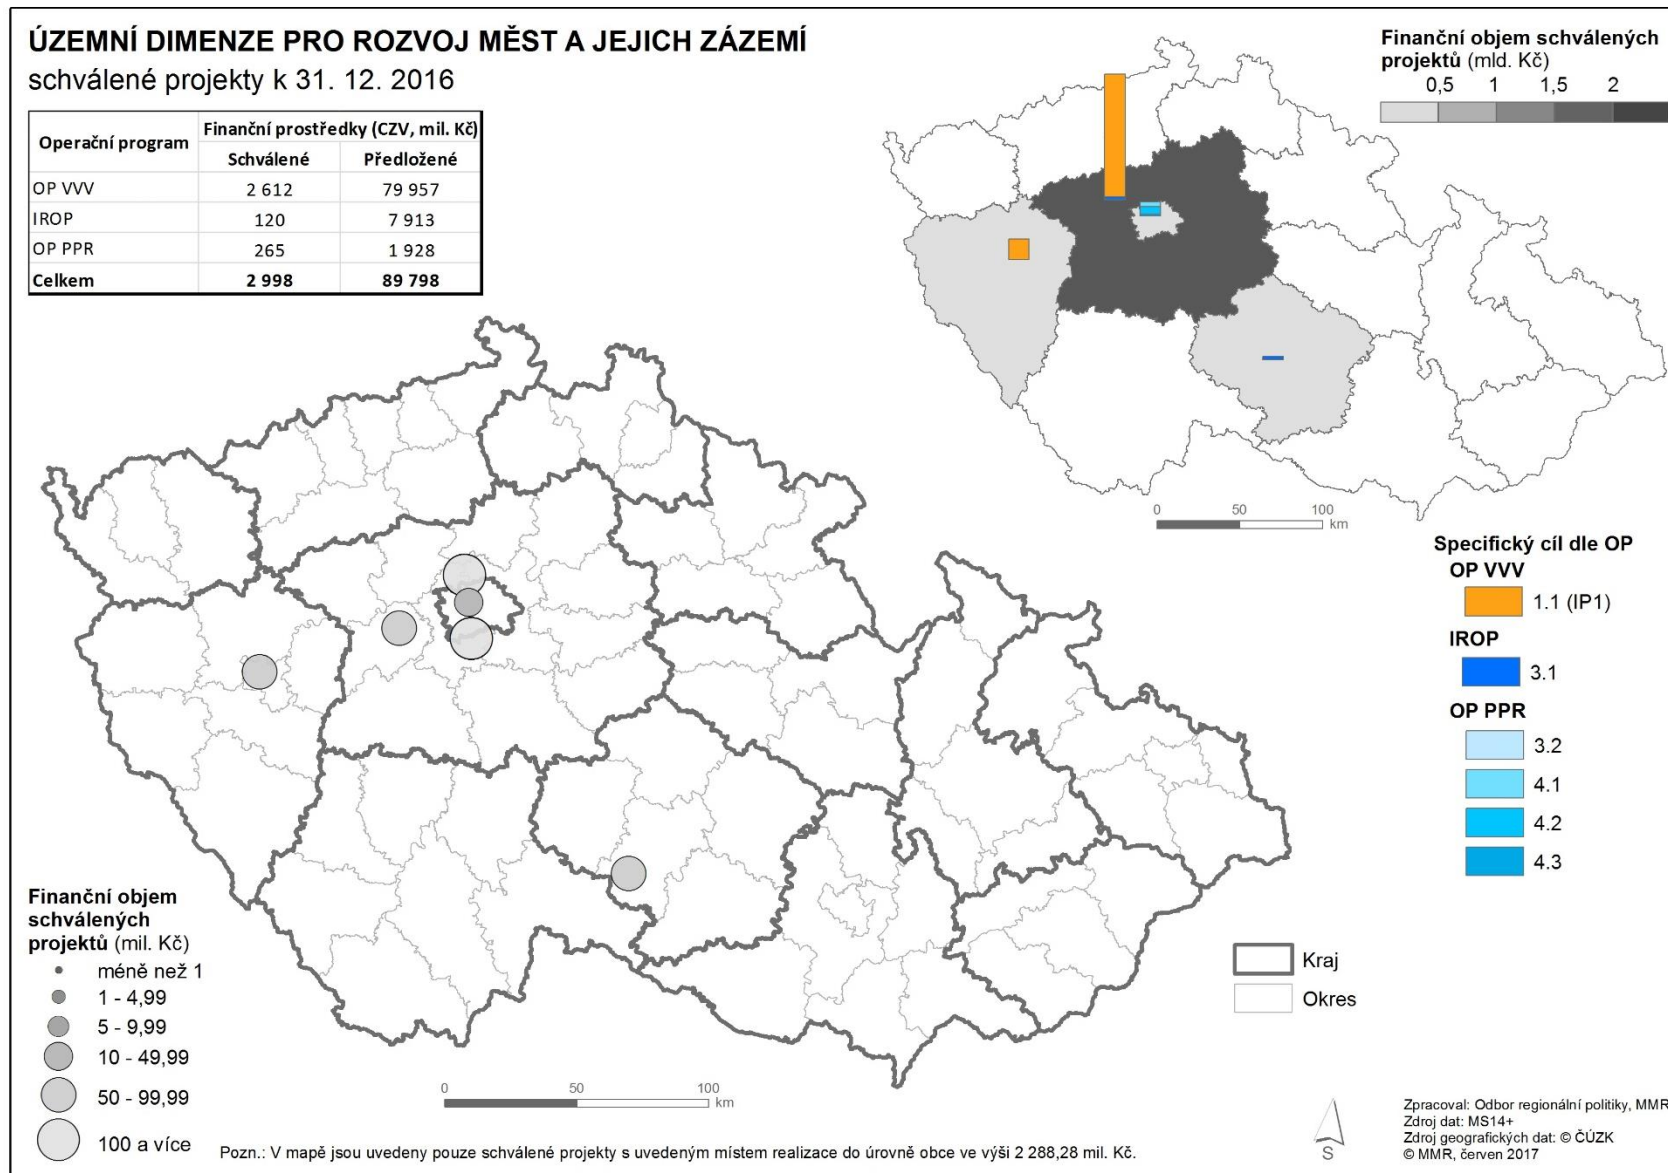 ÚZEMNÍ DIMENZE PRO ROZVOJ MĚST A JEJICH ZÁZEMÍ
schválené projekty k 31. 12. 2016
Operační program Finanční prostředky (CZV, mil. Kč)
Schválené Předložené
OP VVV 2 612 79 957
IROP 120 7 913
OP PPR 265 1 928
Celkem 2 998 89 798
Finanční objem schválených
projektů (mld. Kč)
0,5 1 1,5 2
0 50 100
km
Specifický cíl dle OP
OP VVV
1.1 (IP1)
IROP
3.1
OP PPR
3.2
4.1
4.2
4.3
Finanční objem
schválených
projektů (mil. Kč)
méně než 1
1 - 4,99
5 - 9,99
10 - 49,99
50 - 99,99
100 a více
Kraj
Okres
0 50 100
km
S
Pozn.: V mapě jsou uvedeny pouze schválené projekty s uvedeným místem realizace do úrovně obce ve výši 2 288,28 mil. Kč.
Zpracoval: Odbor regionální politiky, MMR
Zdroj dat: MS14+
Zdroj geografických dat: © ČÚZK
© MMR, červen 2017